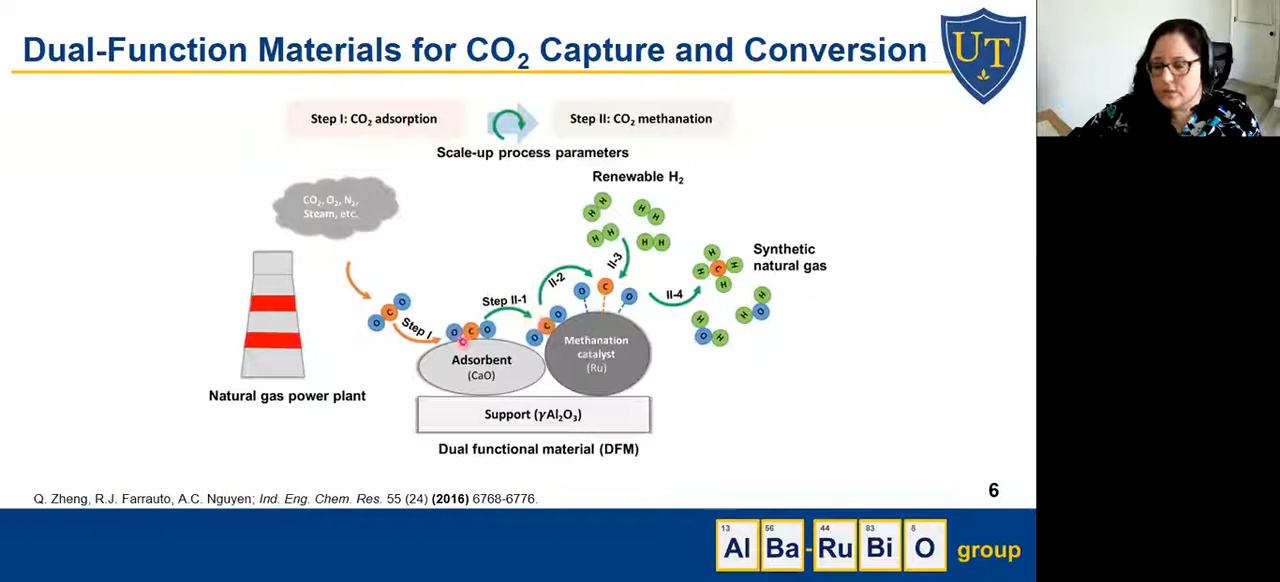 Dual-Function Materials for CO₂ Capture and Conversion
UT
Step I: CO₂ adsorption
Step II: CO₂ methanation
Scale-up process parameters
Renewable H₂
CO₂, O₂, N₂,
Steam, etc.
H H
H H
H H
H H
II-3
Synthetic
natural gas
H
H C H
H
II-4
II-2
O C O
Step II-1
O C O
Step I
O C O
O C O
H
H O
H
O H
Methanation
catalyst
(Ru)
Adsorbent
(CaO)
Natural gas power plant
Support (γAl₂O₃)
Dual functional material (DFM)
Q. Zheng, R.J. Farrauto, A.C. Nguyen; Ind. Eng. Chem. Res. 55 (24) (2016) 6768-6776.
6
13 56 44 83 8
Al Ba-Ru Bi O group